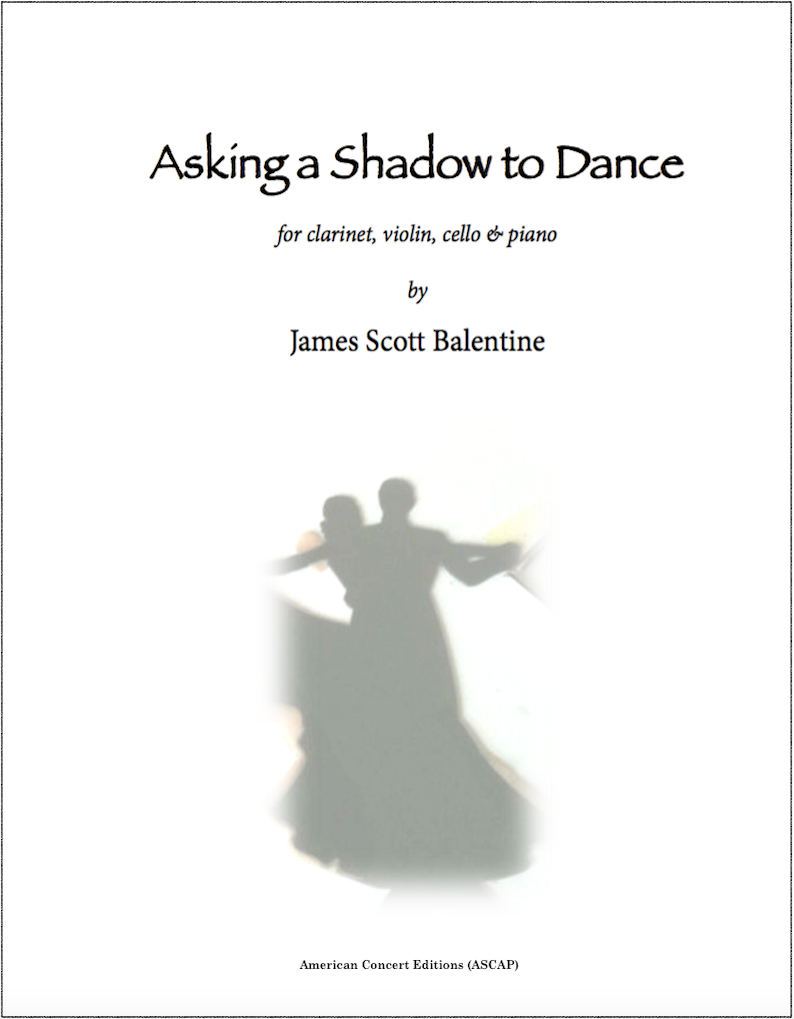 Asking a Shadow to Dance
for clarinet, violin, cello & piano
by
James Scott Balentine
American Concert Editions (ASCAP)